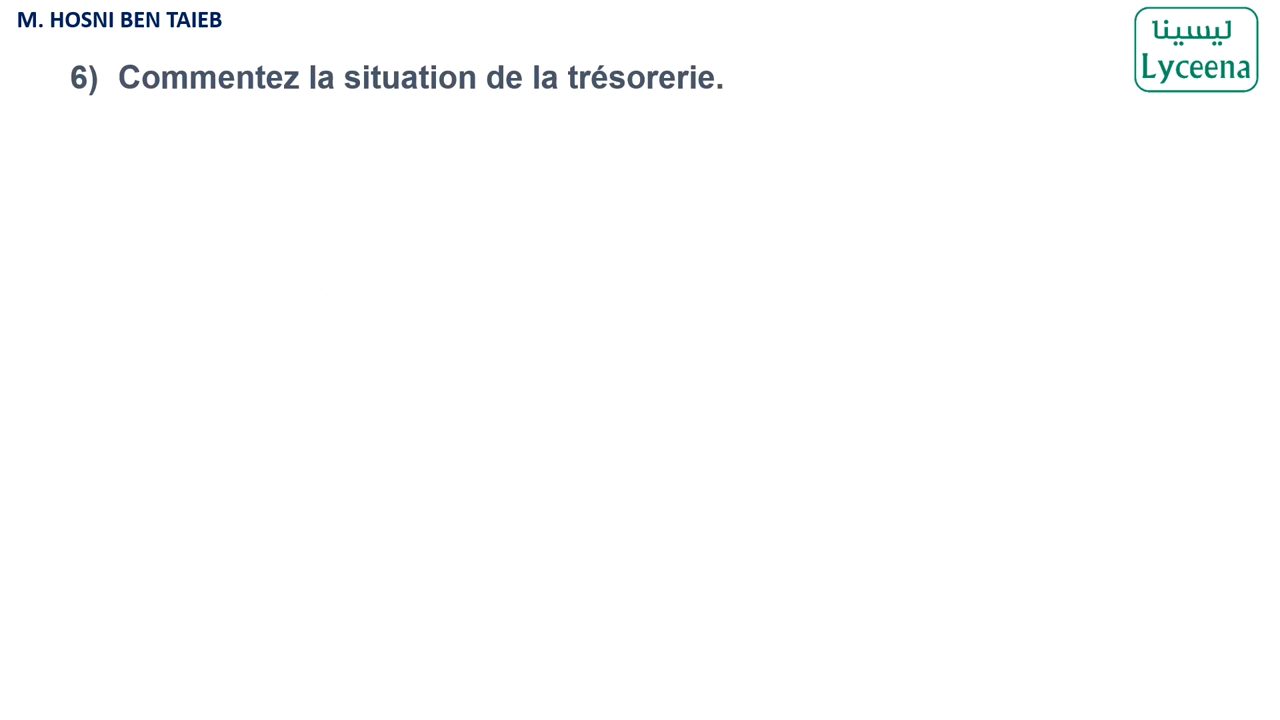 M. HOSNI BEN TAIEB
ليسينا
Lyceena
6) Commentez la situation de la trésorerie.